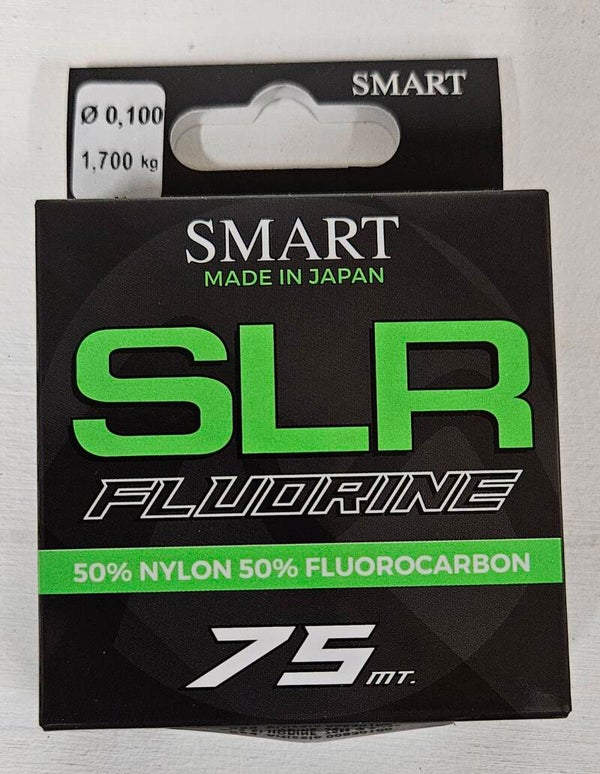 SMART
Ø 0,100
1,700 kg
SMART
MADE IN JAPAN
SLR
FLUORINE
50% NYLON 50% FLUOROCARBON
75 MT.